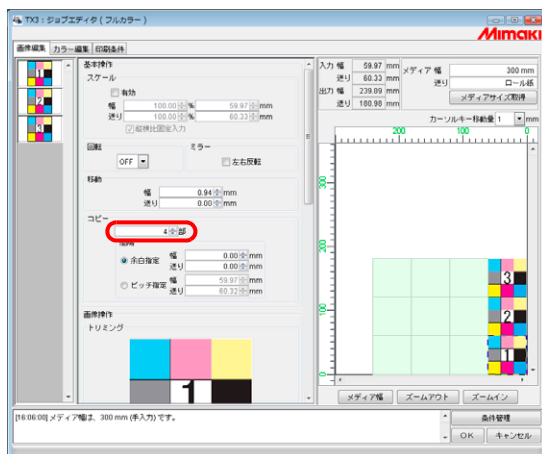 TX3 : ジョブエディタ ( フルカラー )
Mimaki
画像編集 カラー編集 印刷条件
1
2
3
基本操作
スケール
有効
幅 100.00 % 59.97 mm
送り 100.00 % 60.33 mm
縦横比固定入力
回転 ミラー
OFF 左右反転
移動
幅 0.94 mm
送り 0.00 mm
コピー
4 部
間隔
余白指定 幅 0.00 mm
送り 0.00 mm
ピッチ指定 幅 59.97 mm
送り 60.32 mm
画像操作
トリミング
1
入力 幅 59.97 mm
送り 60.33 mm
出力 幅 239.89 mm
送り 180.98 mm
メディア 幅 300 mm
送り ロール紙
メディアサイズ取得
カーソルキー移動量 1 mm
200 100 0
300
200
100
0
3
2
1
メディア幅 ズームアウト ズームイン
[16:06:00] メディア幅は、300 mm (手入力) です。
条件管理
OK キャンセル